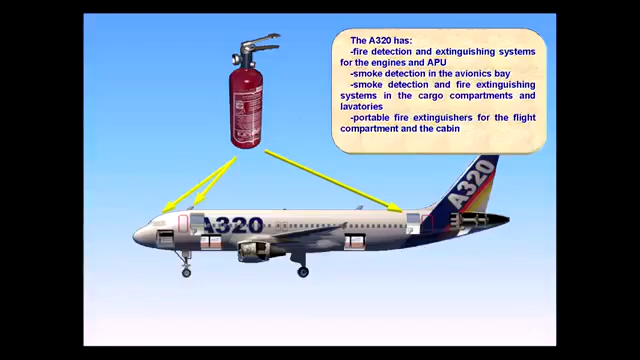 The A320 has:
-fire detection and extinguishing systems
for the engines and APU
-smoke detection in the avionics bay
-smoke detection and fire extinguishing
systems in the cargo compartments and
lavatories
-portable fire extinguishers for the flight
compartment and the cabin
A320
A320